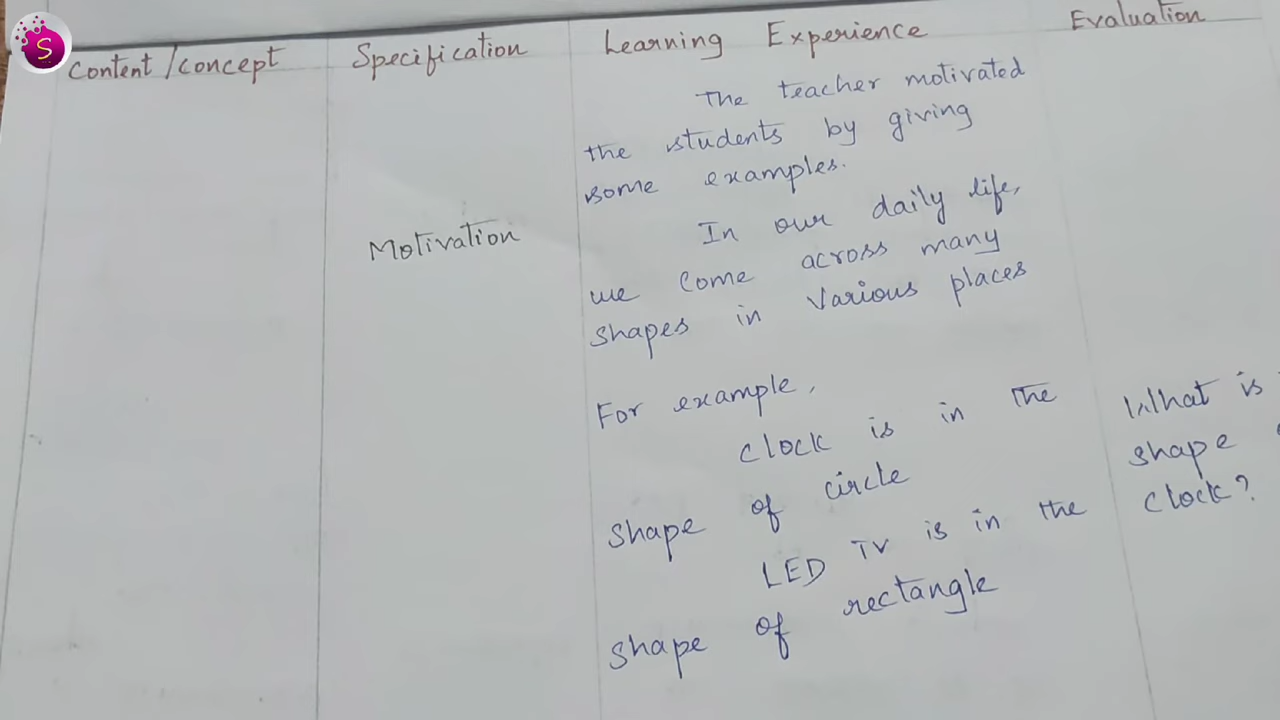 S
Content/concept
Specification
Learning Experience
Evaluation
Motivation
The teacher motivated
the students by giving
some examples.
In our daily life,
we come across many
shapes in various places
For example,
clock is in the
shape of circle
LED TV is in the
shape of rectangle
What is
shape
clock?